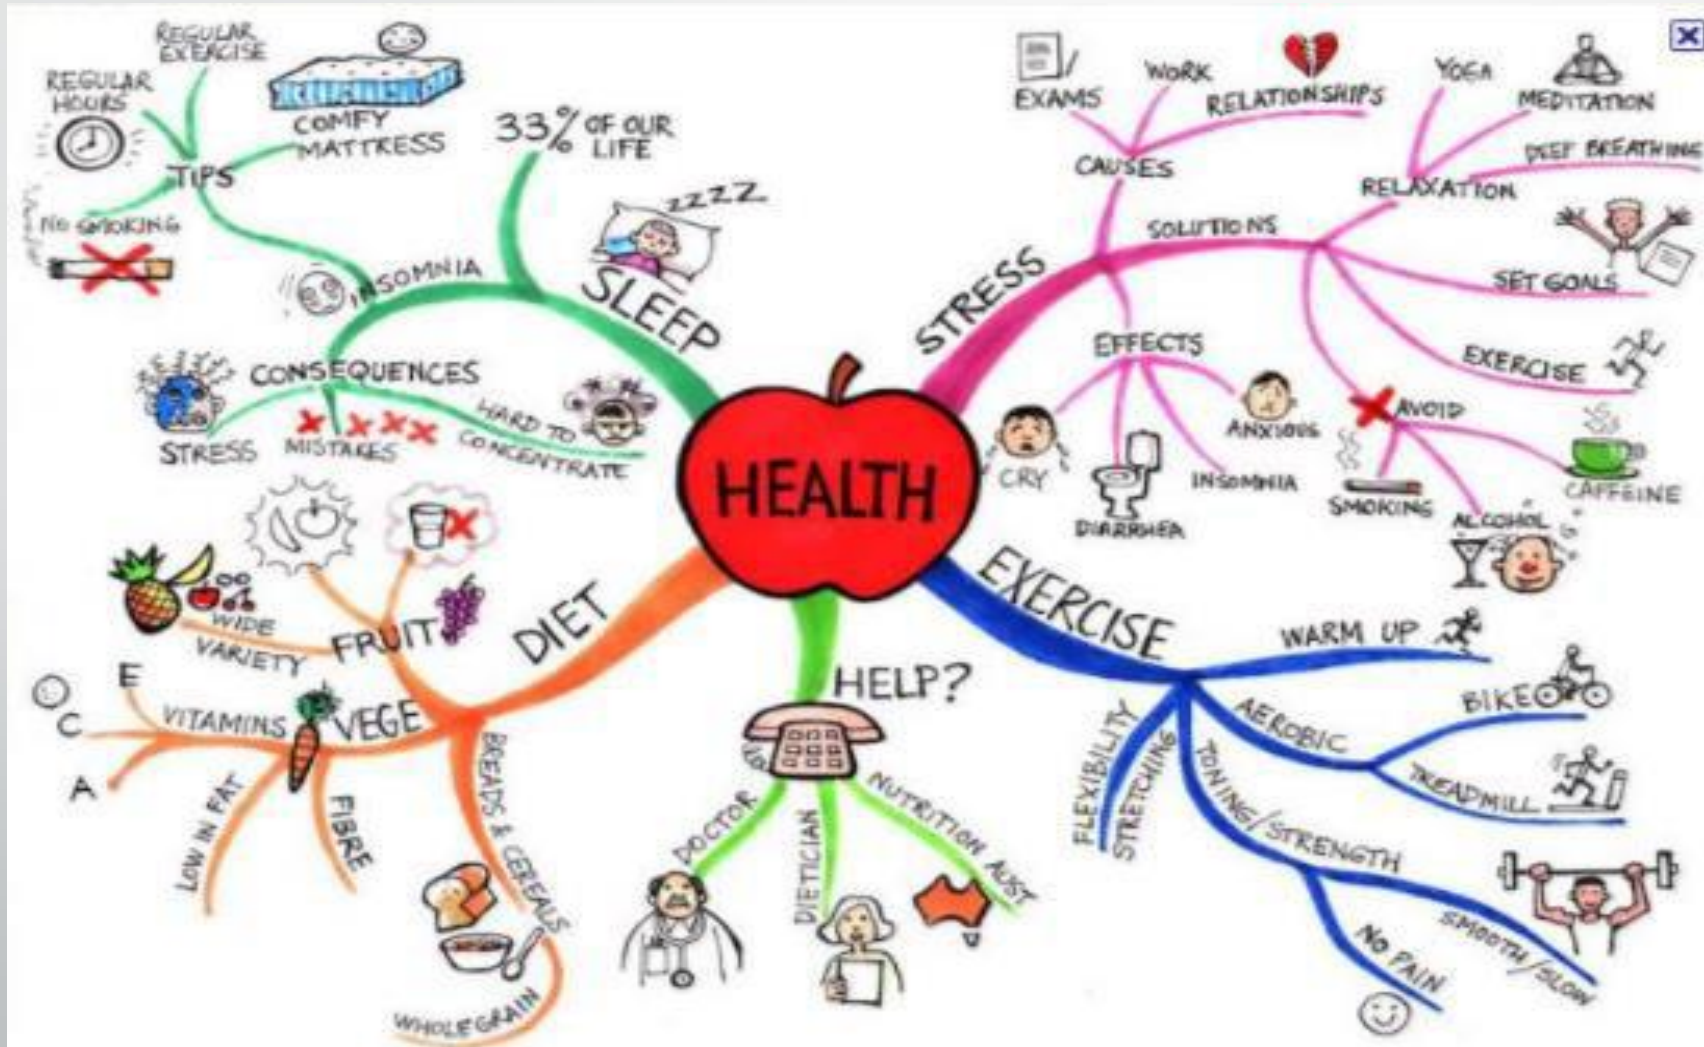 HEALTH
SLEEP
33% OF OUR
LIFE
ZZZZ
INSOMNIA
TIPS
REGULAR
HOURS
REGULAR
EXERCISE
COMFY
MATTRESS
NO SMOKING
CONSEQUENCES
STRESS
MISTAKES
HARD TO
CONCENTRATE
STRESS
CAUSES
EXAMS
WORK
RELATIONSHIPS
SOLUTIONS
RELAXATION
YOGA
MEDITATION
DEEP BREATHING
SET GOALS
EXERCISE
AVOID
SMOKING
ALCOHOL
CAFFEINE
EFFECTS
CRY
DIARRHEA
INSOMNIA
ANXIOUS
EXERCISE
WARM UP
AEROBIC
BIKE
TREADMILL
TONING/STRENGTH
SMOOTH/SLOW
NO PAIN
FLEXIBILITY
STRETCHING
HELP?
DOCTOR
DIETICIAN
NUTRITION AUST
DIET
FRUIT
WIDE
VARIETY
VEGE
VITAMINS
E
C
A
LOW IN FAT
FIBRE
BREADS & CEREALS
WHOLEGRAIN